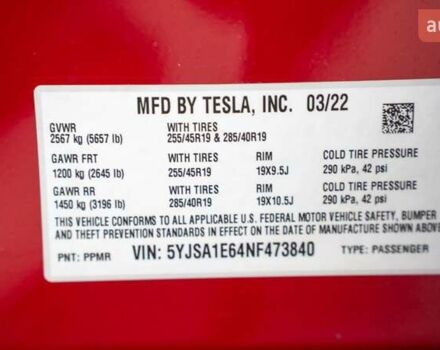 au
MFD BY TESLA, INC. 03/22
GVWR WITH TIRES
2567 kg (5657 lb) 255/45R19 & 285/40R19
GAWR FRT WITH TIRES RIM COLD TIRE PRESSURE
1200 kg (2645 lb) 255/45R19 19X9.5J 290 kPa, 42 psi
GAWR RR WITH TIRES RIM COLD TIRE PRESSURE
1450 kg (3196 lb) 285/40R19 19X10.5J 290 kPa, 42 psi
THIS VEHICLE CONFORMS TO ALL APPLICABLE U.S. FEDERAL MOTOR VEHICLE SAFETY, BUMPER
AND THEFT PREVENTION STANDARDS IN EFFECT ON THE DATE OF MANUFACTURE SHOWN ABOVE.
PNT: PPMR VIN: 5YJSA1E64NF473840 TYPE: PASSENGER